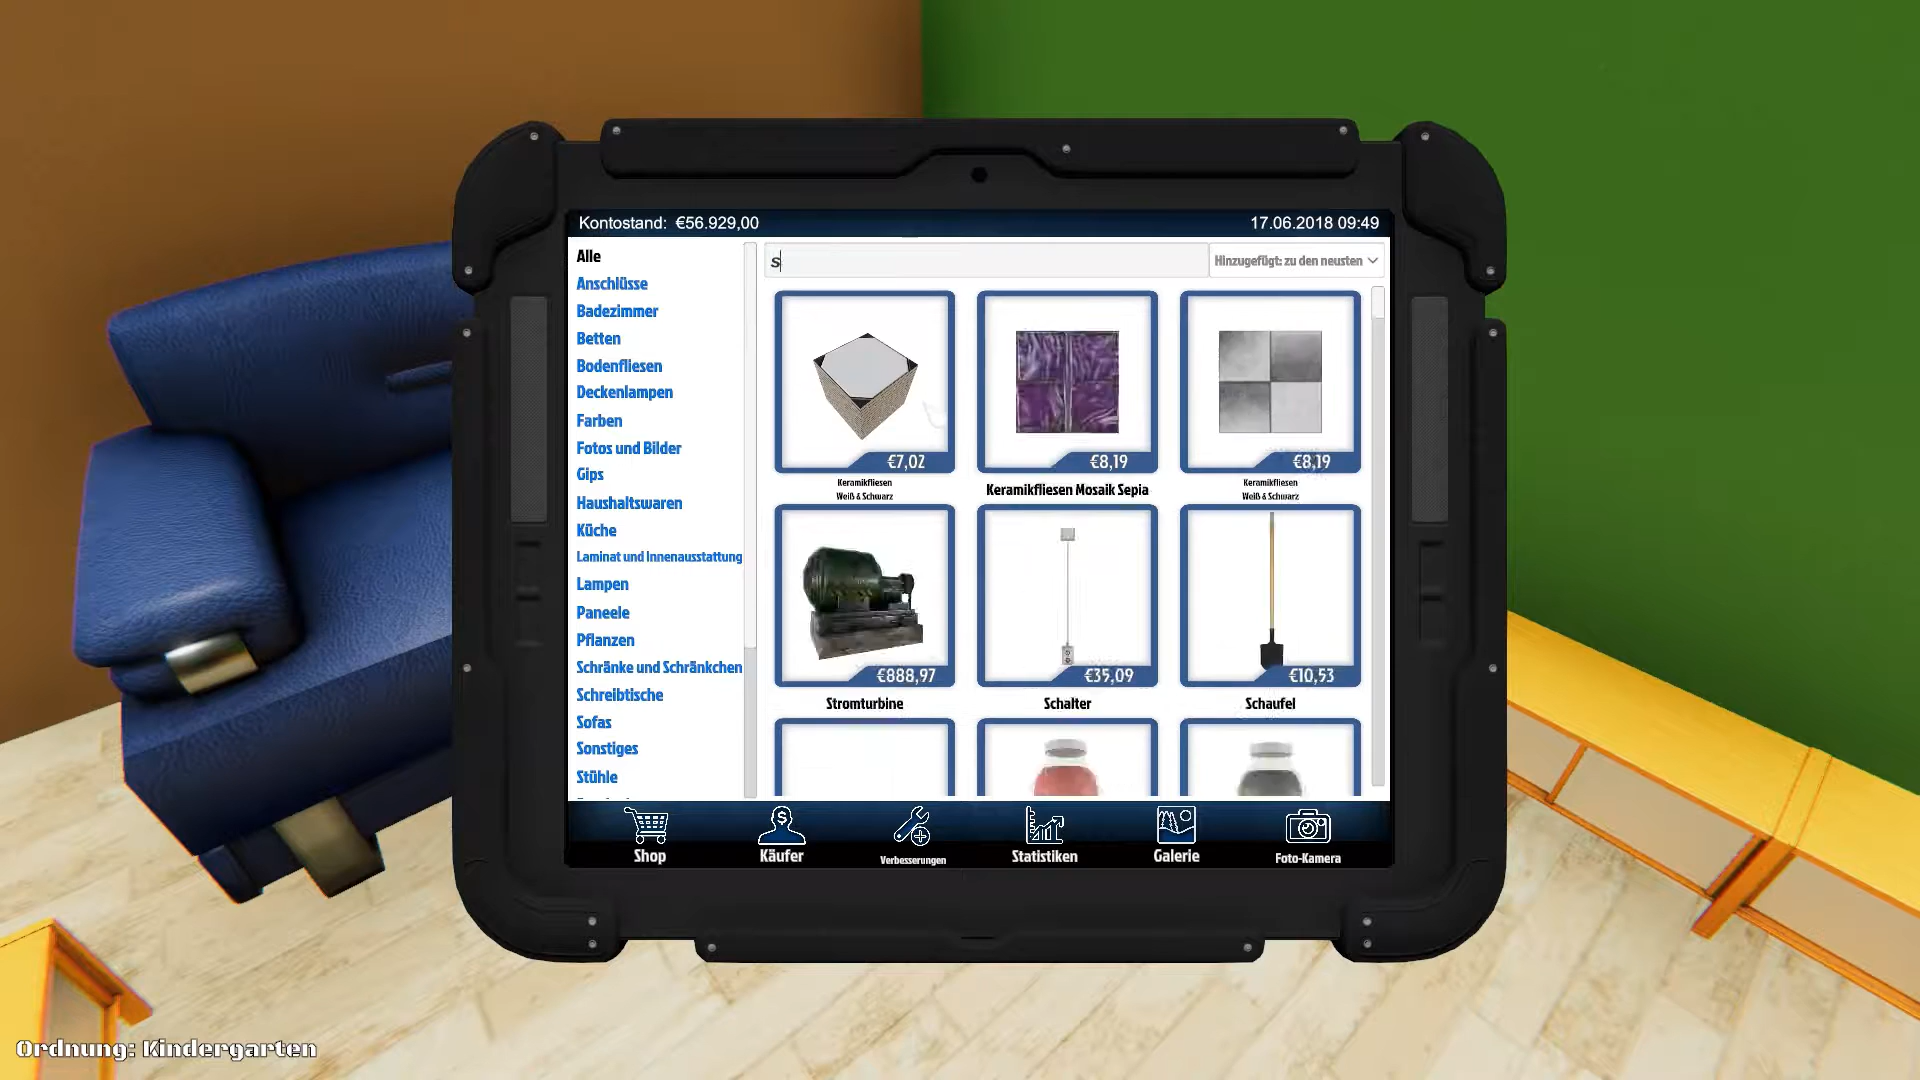 Kontostand: €56.929,00
17.06.2018 09:49
Alle
Anschlüsse
Badezimmer
Betten
Bodenfliesen
Deckenlampen
Farben
Fotos und Bilder
Gips
Haushaltswaren
Küche
Laminat und Innenausstattung
Lampen
Paneele
Pflanzen
Schränke und Schränkchen
Schreibtische
Sofas
Sonstiges
Stühle
s
Hinzugefügt: zu den neusten
€7,02
€8,19
€8,19
Keramikfliesen
Weiß & Schwarz
Keramikfliesen Mosaik Sepia
Keramikfliesen
Weiß & Schwarz
€888,97
€35,09
€10,53
Stromturbine
Schalter
Schaufel
Shop
Käufer
Verbesserungen
Statistiken
Galerie
Foto-Kamera
Ordnung: Kindergarten